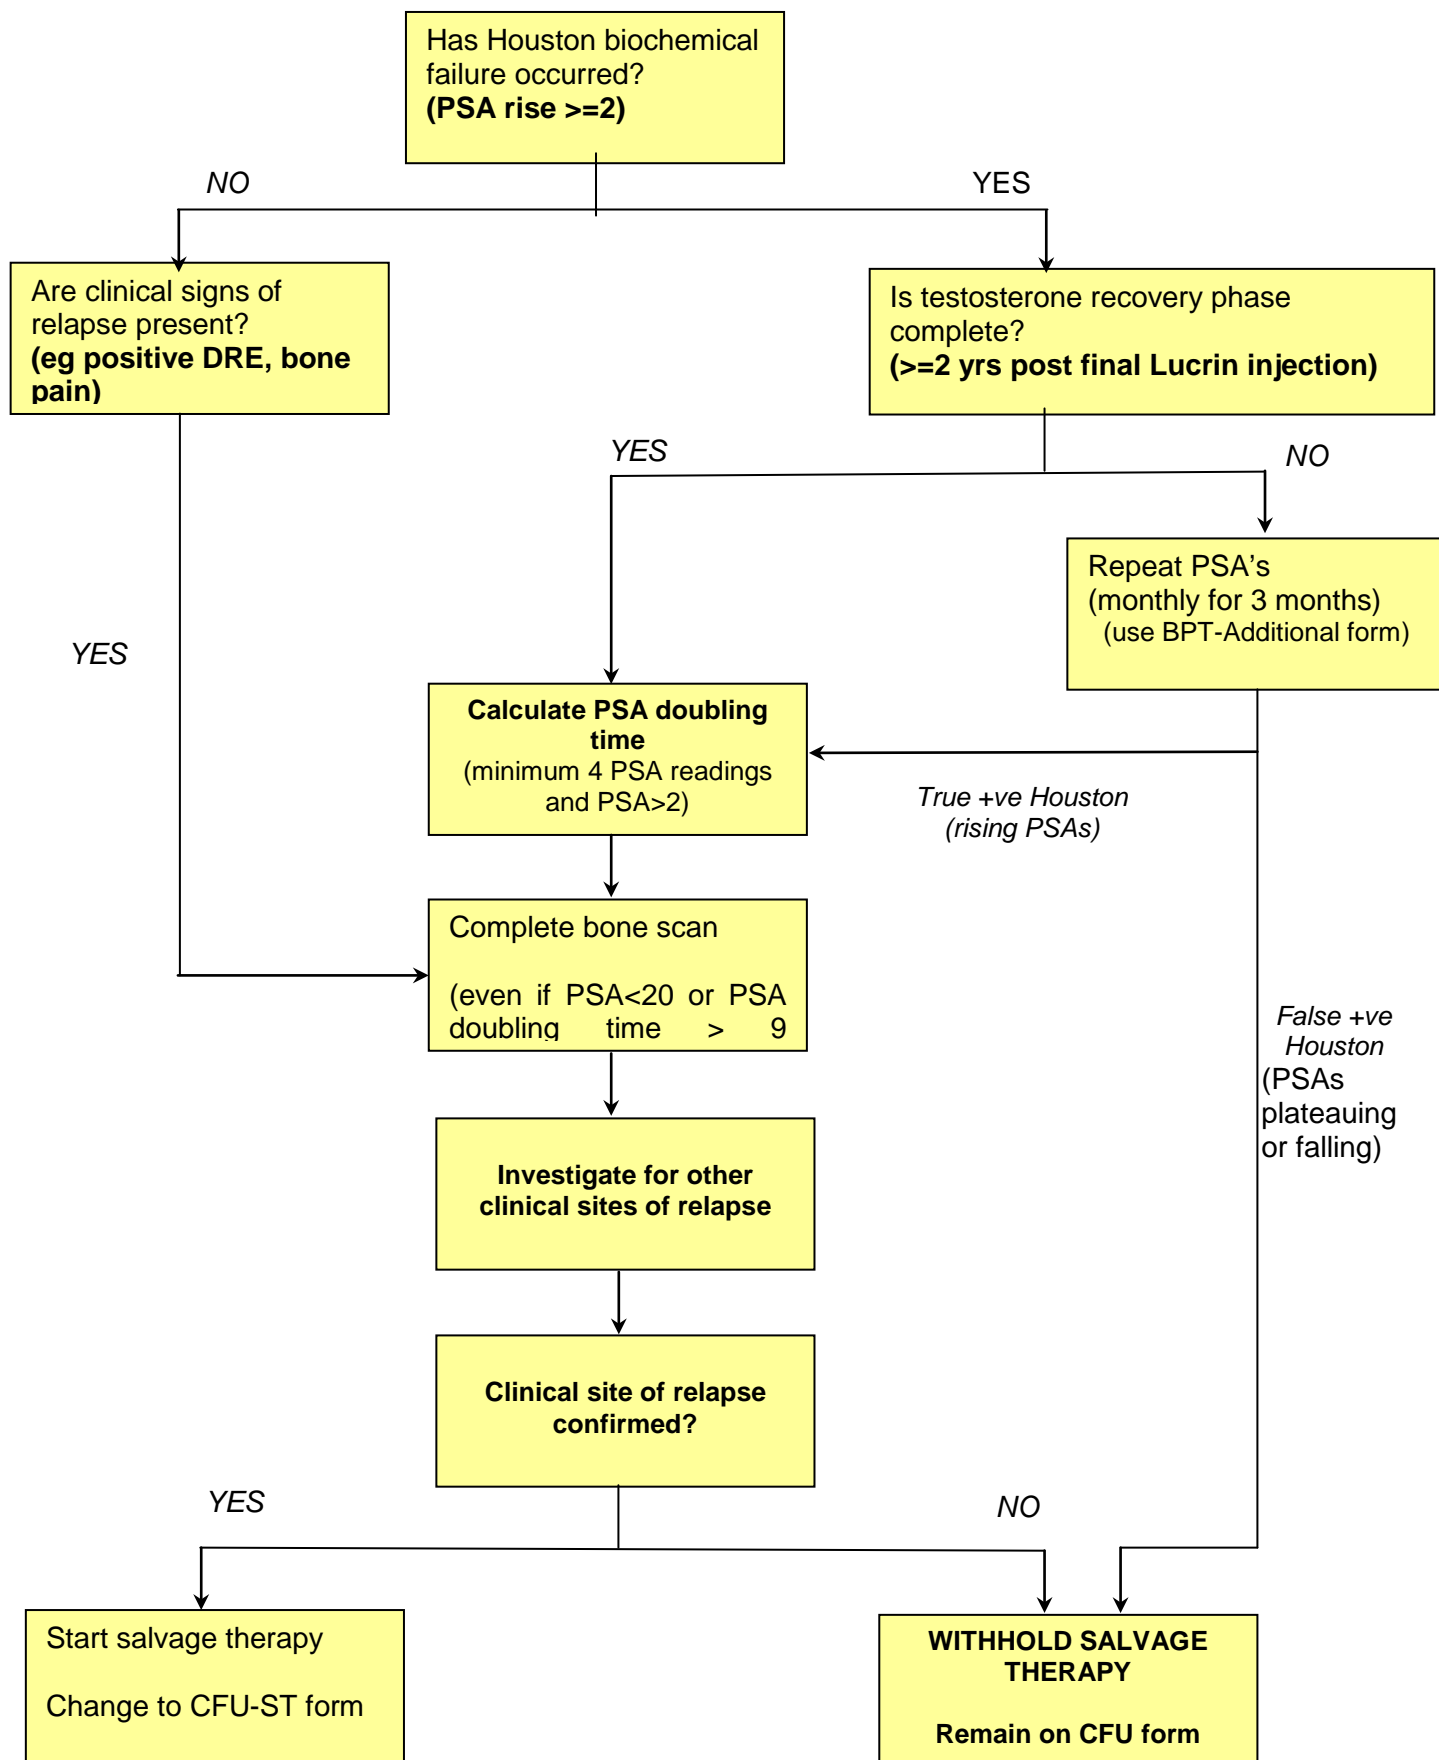 Has Houston biochemical
failure occurred?
(PSA rise >=2)
NO
YES
Are clinical signs of
relapse present?
(eg positive DRE, bone
pain)
Is testosterone recovery phase
complete?
(>=2 yrs post final Lucrin injection)
YES
NO
Repeat PSA's
(monthly for 3 months)
(use BPT-Additional form)
YES
Calculate PSA doubling
time
(minimum 4 PSA readings
and PSA>2)
True +ve Houston
(rising PSAs)
Complete bone scan
(even if PSA<20 or PSA
doubling time > 9
False +ve
Houston
(PSAs
plateauing
or falling)
Investigate for other
clinical sites of relapse
Clinical site of relapse
confirmed?
YES
NO
Start salvage therapy
Change to CFU-ST form
WITHHOLD SALVAGE
THERAPY
Remain on CFU form